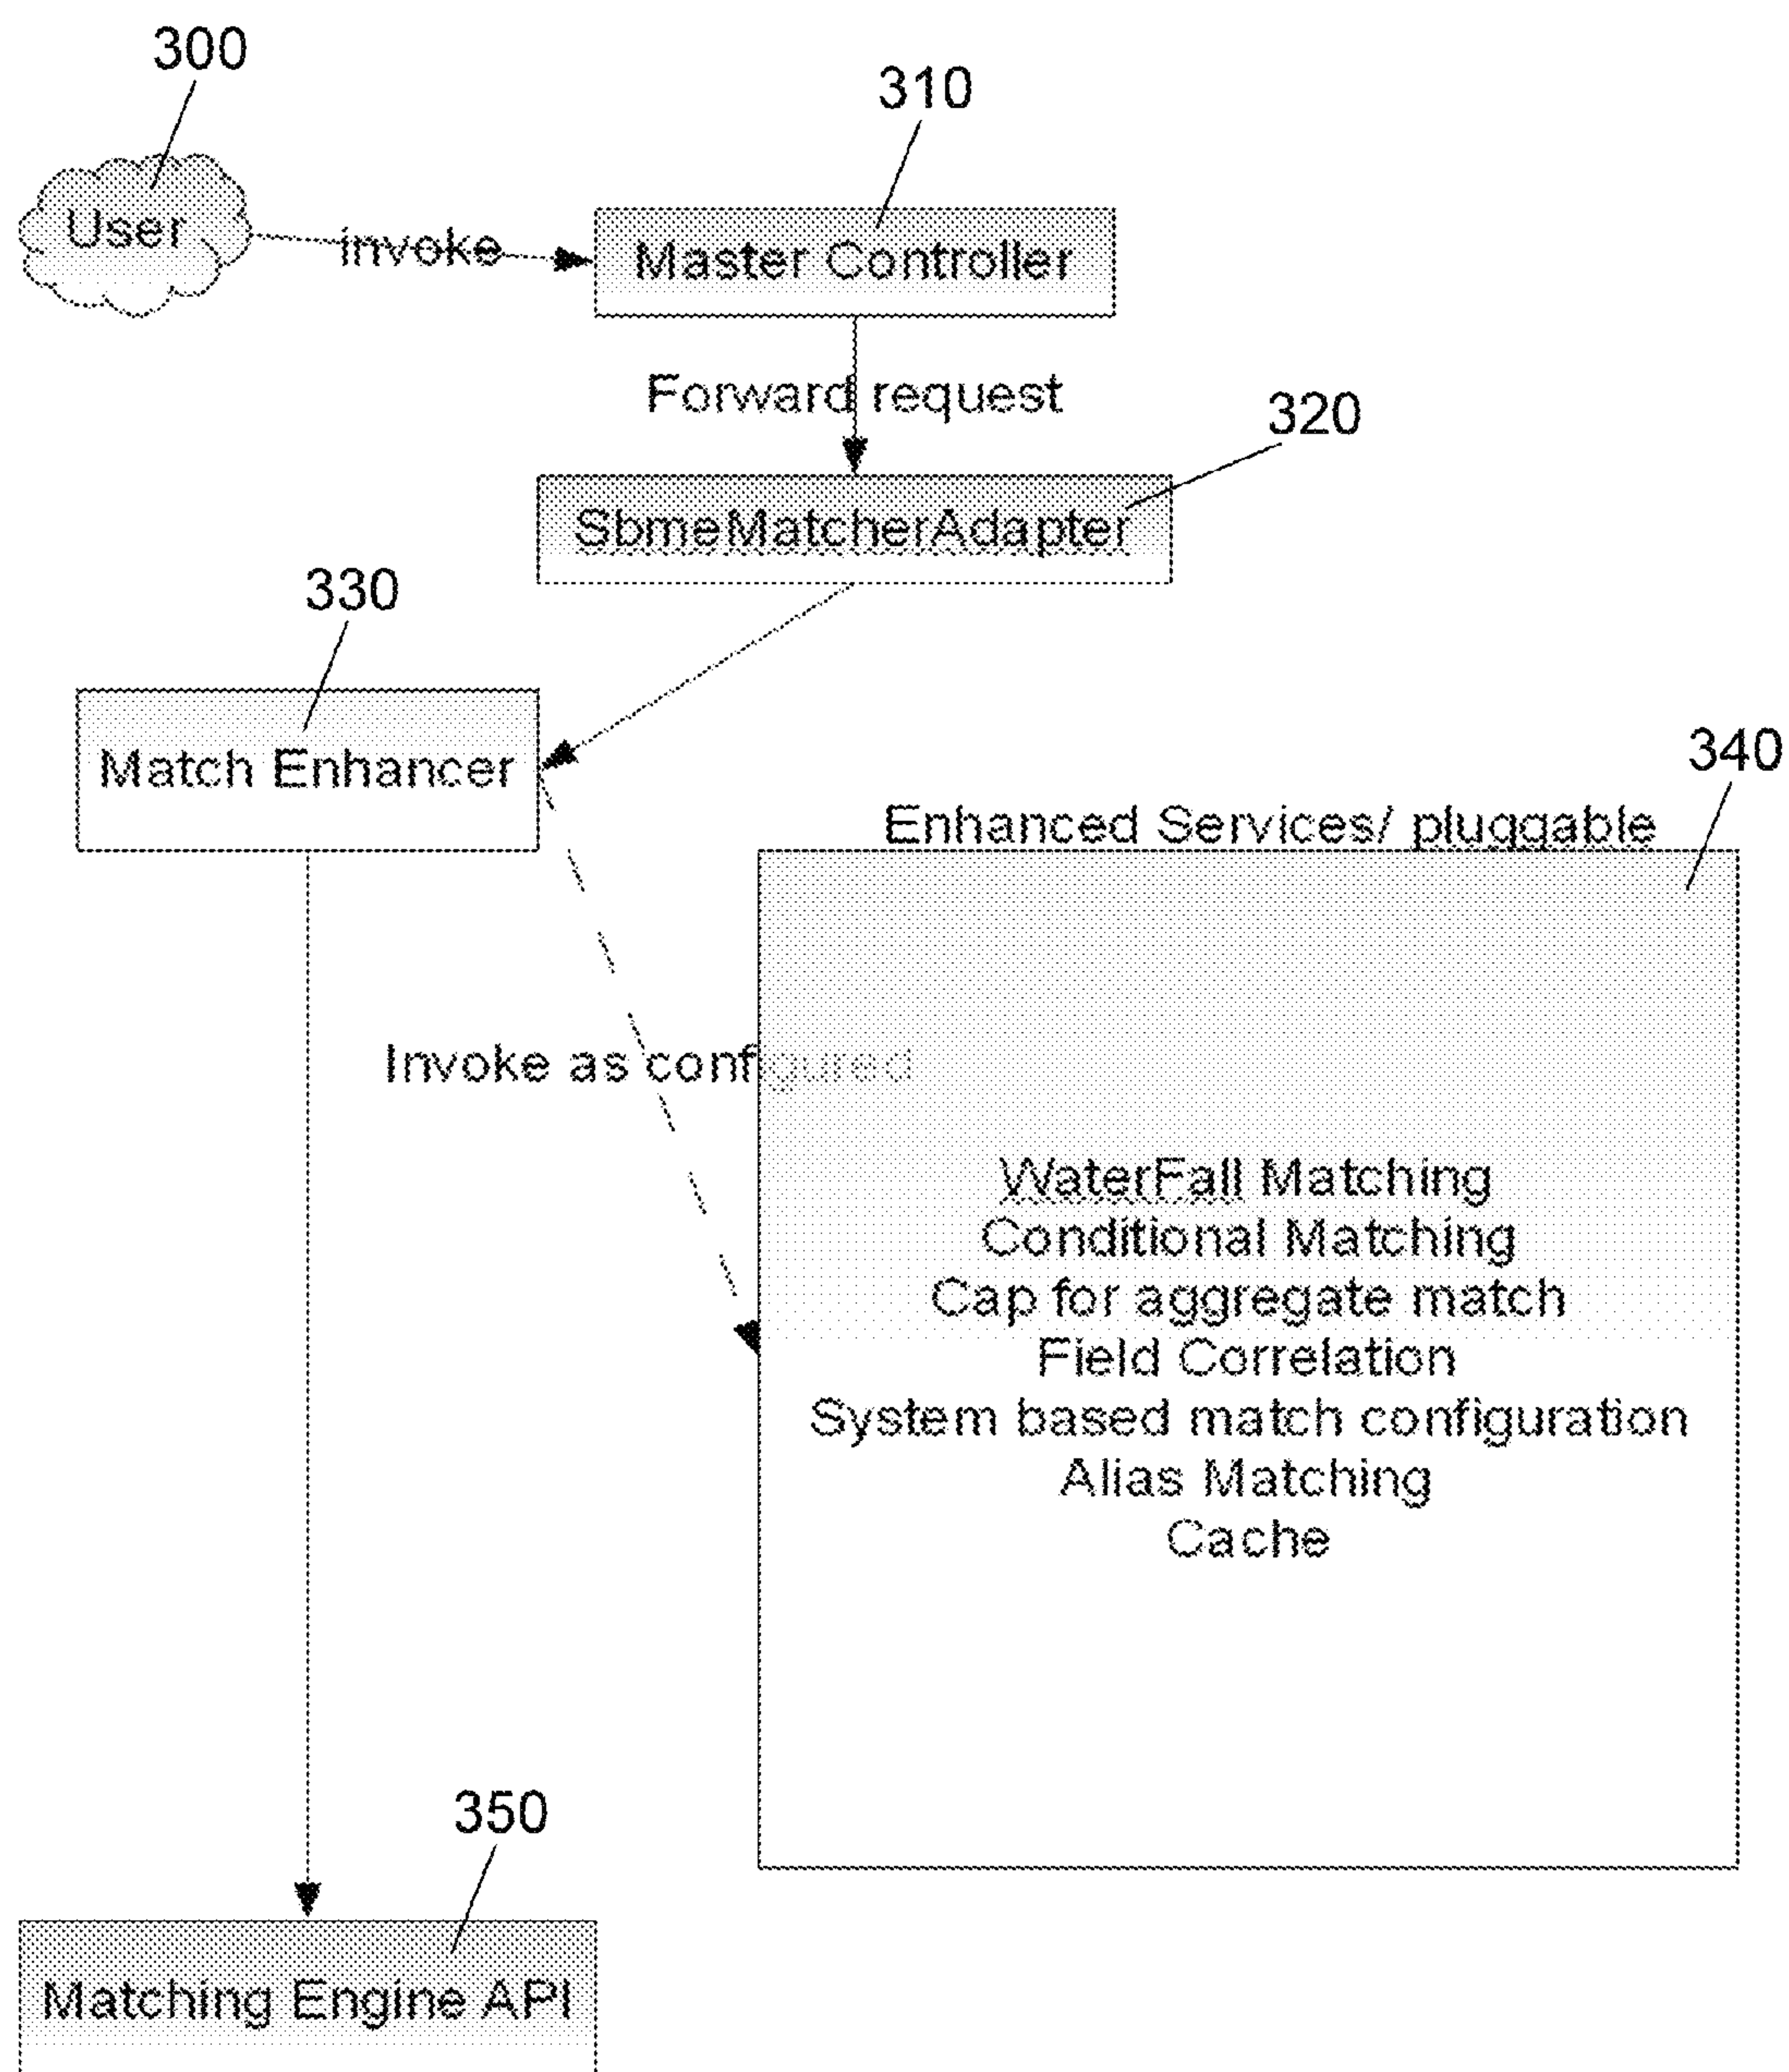 300
310
User
invoke
Master Controller
Forward request
320
SbmeMatcherAdapter
330
Match Enhancer
340
Enhanced Services/ pluggable
Invoke as configured
WaterFall Matching
Conditional Matching
Cap for aggregate match
Field Correlation
System based match configuration
Alias Matching
Cache
350
Matching Engine API